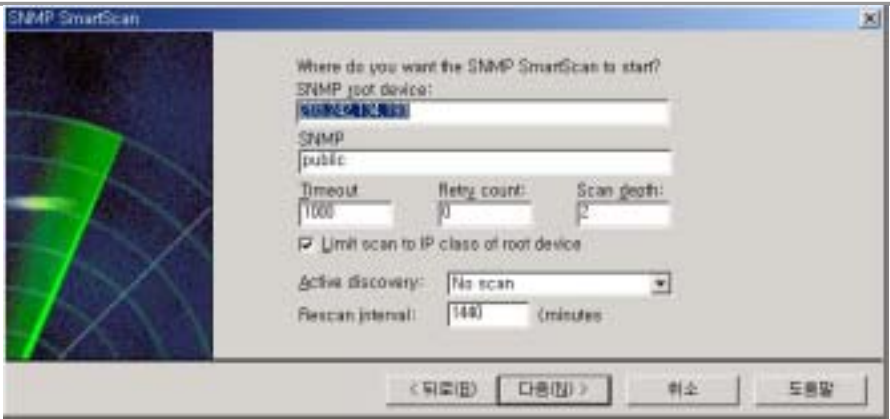 SNMP SmartScan
Where do you want the SNMP SmartScan to start?
SNMP root device:
SNMP
public
Timeout
Retry count:
Scan depth:
1000
0
2
Limit scan to IP class of root device
Active discovery:
No scan
Rescan interval:
1440
(minutes
< 뒤로(B)
다음(N) >
취소
도움말